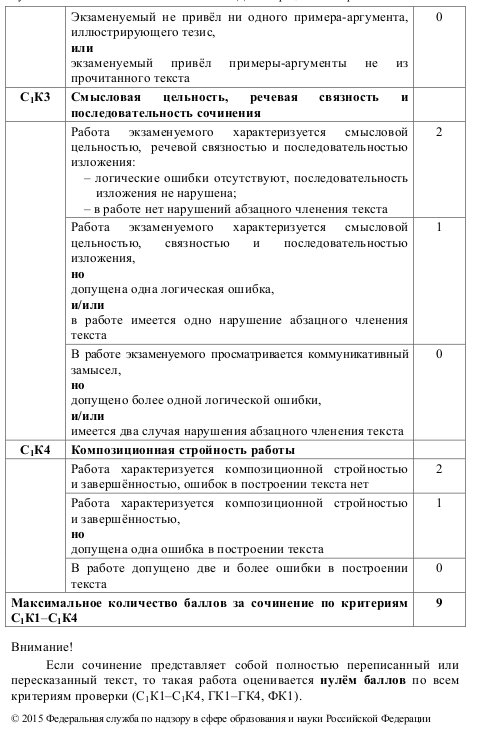 Экзаменуемый не привёл ни одного примера-аргумента, 0
иллюстрирующего тезис,
или
экзаменуемый привёл примеры-аргументы не из
прочитанного текста
С1К3 Смысловая цельность, речевая связность и
последовательность сочинения
Работа экзаменуемого характеризуется смысловой 2
цельностью, речевой связностью и последовательностью
изложения:
– логические ошибки отсутствуют, последовательность
изложения не нарушена;
– в работе нет нарушений абзацного членения текста
Работа экзаменуемого характеризуется смысловой 1
цельностью, связностью и последовательностью
изложения,
но
допущена одна логическая ошибка,
и/или
в работе имеется одно нарушение абзацного членения
текста
В работе экзаменуемого просматривается коммуникативный 0
замысел,
но
допущено более одной логической ошибки,
и/или
имеется два случая нарушения абзацного членения текста
С1К4 Композиционная стройность работы
Работа характеризуется композиционной стройностью 2
и завершённостью, ошибок в построении текста нет
Работа характеризуется композиционной стройностью 1
и завершённостью,
но
допущена одна ошибка в построении текста
В работе допущено две и более ошибки в построении 0
текста
Максимальное количество баллов за сочинение по критериям 9
С1К1–С1К4
Внимание!
Если сочинение представляет собой полностью переписанный или
пересказанный текст, то такая работа оценивается нулём баллов по всем
критериям проверки (С1К1–С1К4, ГК1–ГК4, ФК1).
© 2015 Федеральная служба по надзору в сфере образования и науки Российской Федерации